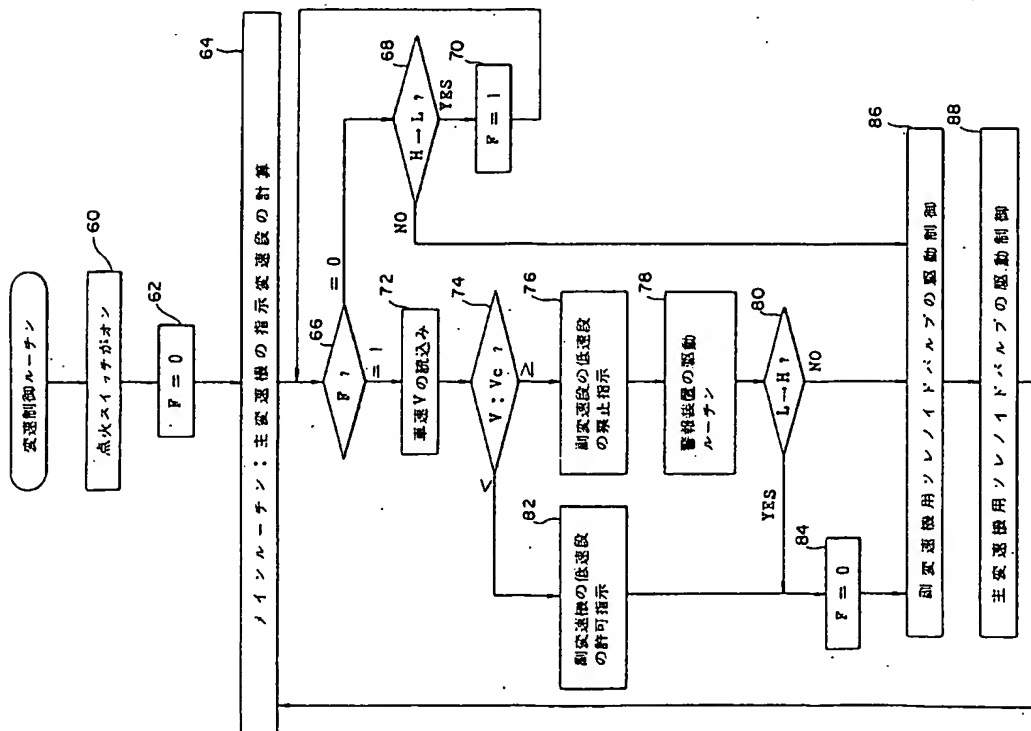 変速制御ルーチン
60
点火スイッチがオン
62
F = 0
64
メインルーチン：主変速機の指示変速段の計算
66
F ?
= 0
= 1
68
H → L ?
YES
NO
70
F = 1
72
車速Vの読込み
74
V : Vc ?
<
≧
76
副変速段の低速段
の禁止指示
78
警報装置の駆動
ルーチン
80
L → H ?
YES
NO
82
副変速機の低速段
の許可指示
84
F = 0
86
副変速機用ソレノイドバルブの駆動制御
88
主変速機用ソレノイドバルブの駆動制御